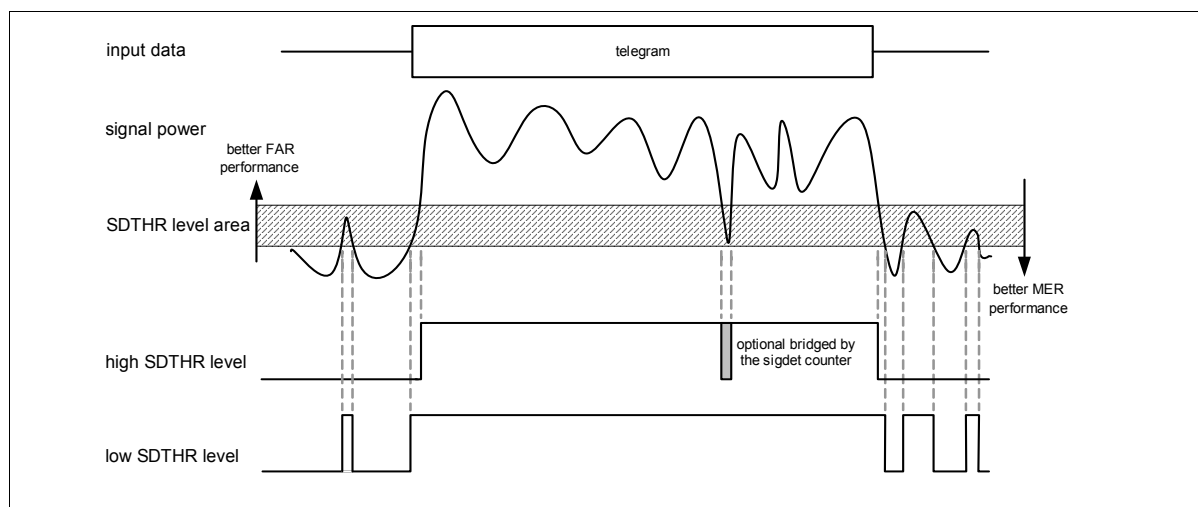 input data
telegram
signal power
better FAR
performance
SDTHR level area
better MER
performance
high SDTHR level
optional bridged by
the sigdet counter
low SDTHR level